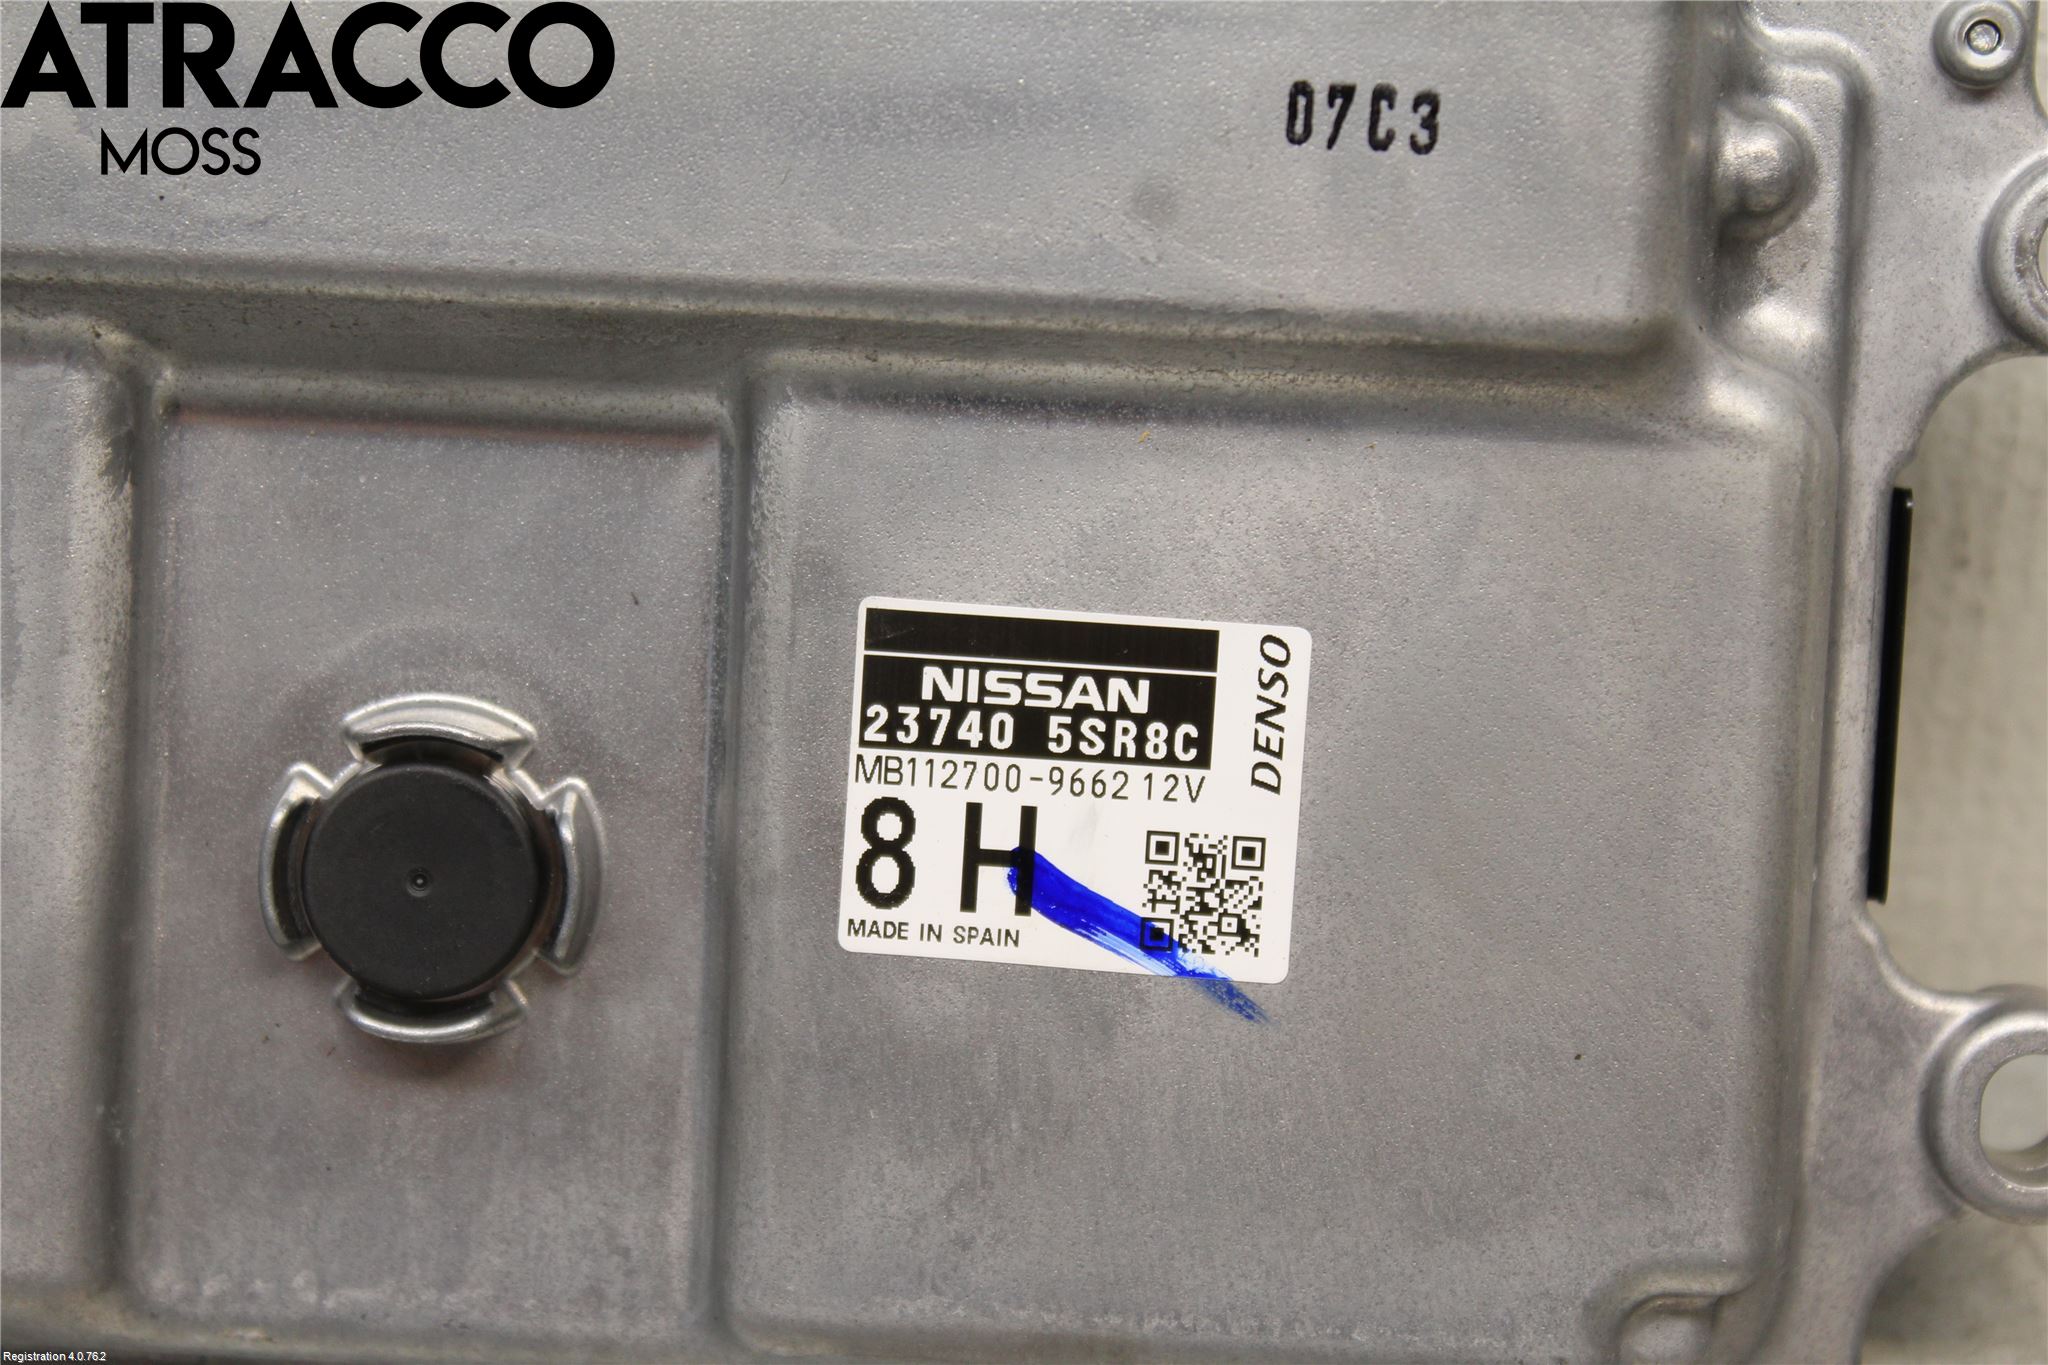 ATRACCO
MOSS
07C3
NISSAN
23740 5SR8C
MB112700-9662 12V
8 H
MADE IN SPAIN
DENSO
Registration 4.0.76.2